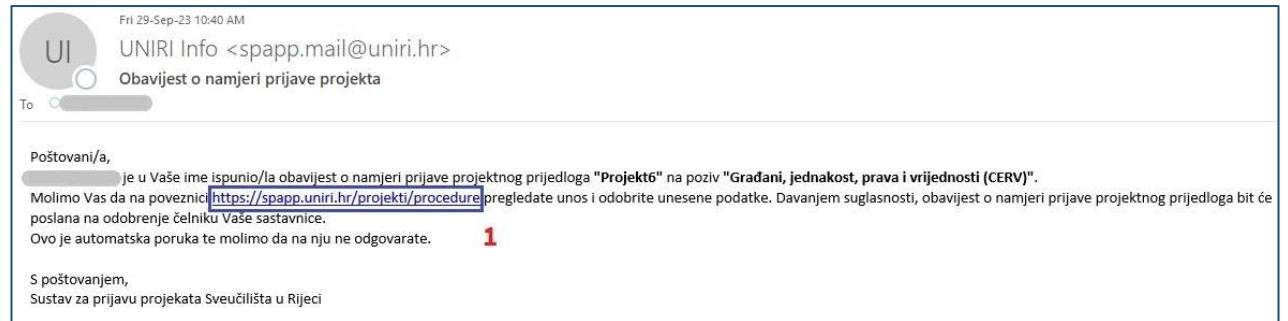 Fri 29-Sep-23 10:40 AM
UI
UNIRI Info <spapp.mail@uniri.hr>
Obavijest o namjeri prijave projekta
To
Poštovani/a,
je u Vaše ime ispunio/la obavijest o namjeri prijave projektnog prijedloga "Projekt6" na poziv "Građani, jednakost, prava i vrijednosti (CERV)".
Molimo Vas da na poveznici https://spapp.uniri.hr/projekti/procedure pregledate unos i odobrite unesene podatke. Davanjem suglasnosti, obavijest o namjeri prijave projektnog prijedloga bit će
poslana na odobrenje čelniku Vaše sastavnice.
Ovo je automatska poruka te molimo da na nju ne odgovarate.
1
S poštovanjem,
Sustav za prijavu projekata Sveučilišta u Rijeci